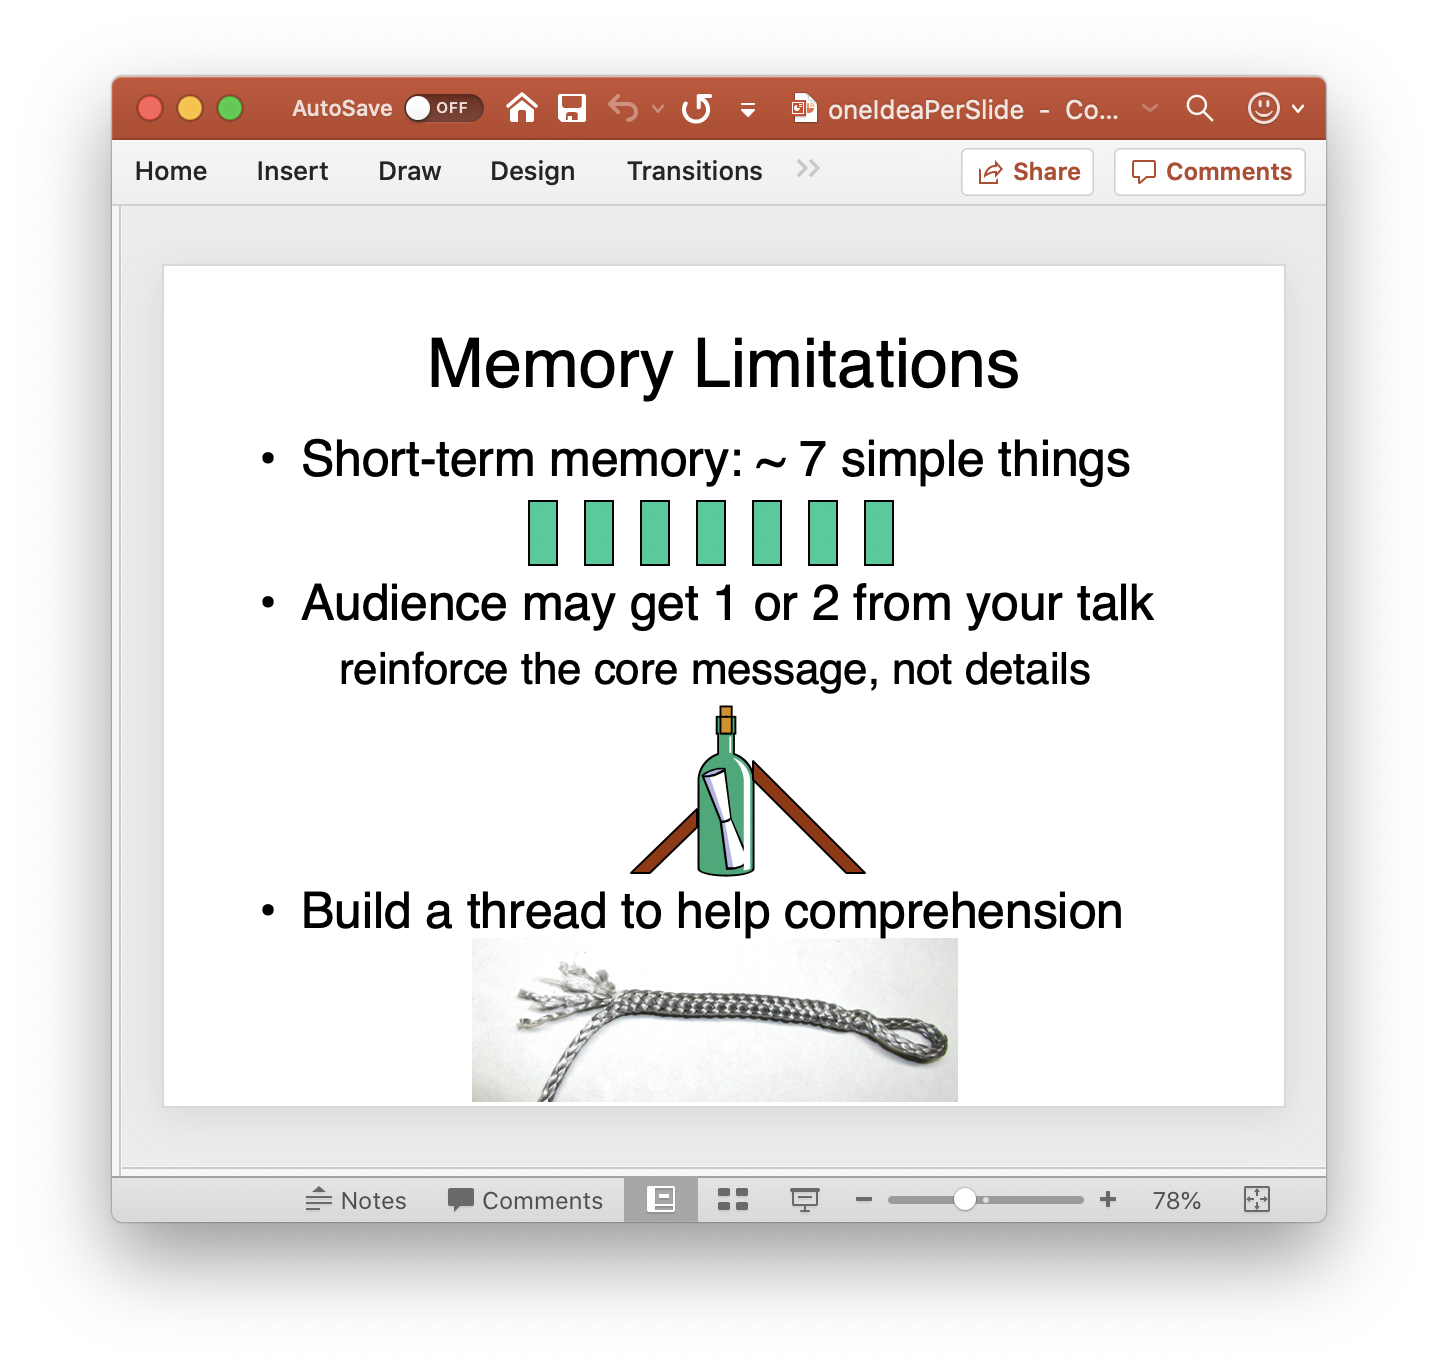 AutoSave OFF oneIdeaPerSlide - Co...
Home Insert Draw Design Transitions Share Comments
Memory Limitations
• Short-term memory: ~ 7 simple things
• Audience may get 1 or 2 from your talk
reinforce the core message, not details
• Build a thread to help comprehension
Notes Comments 78%